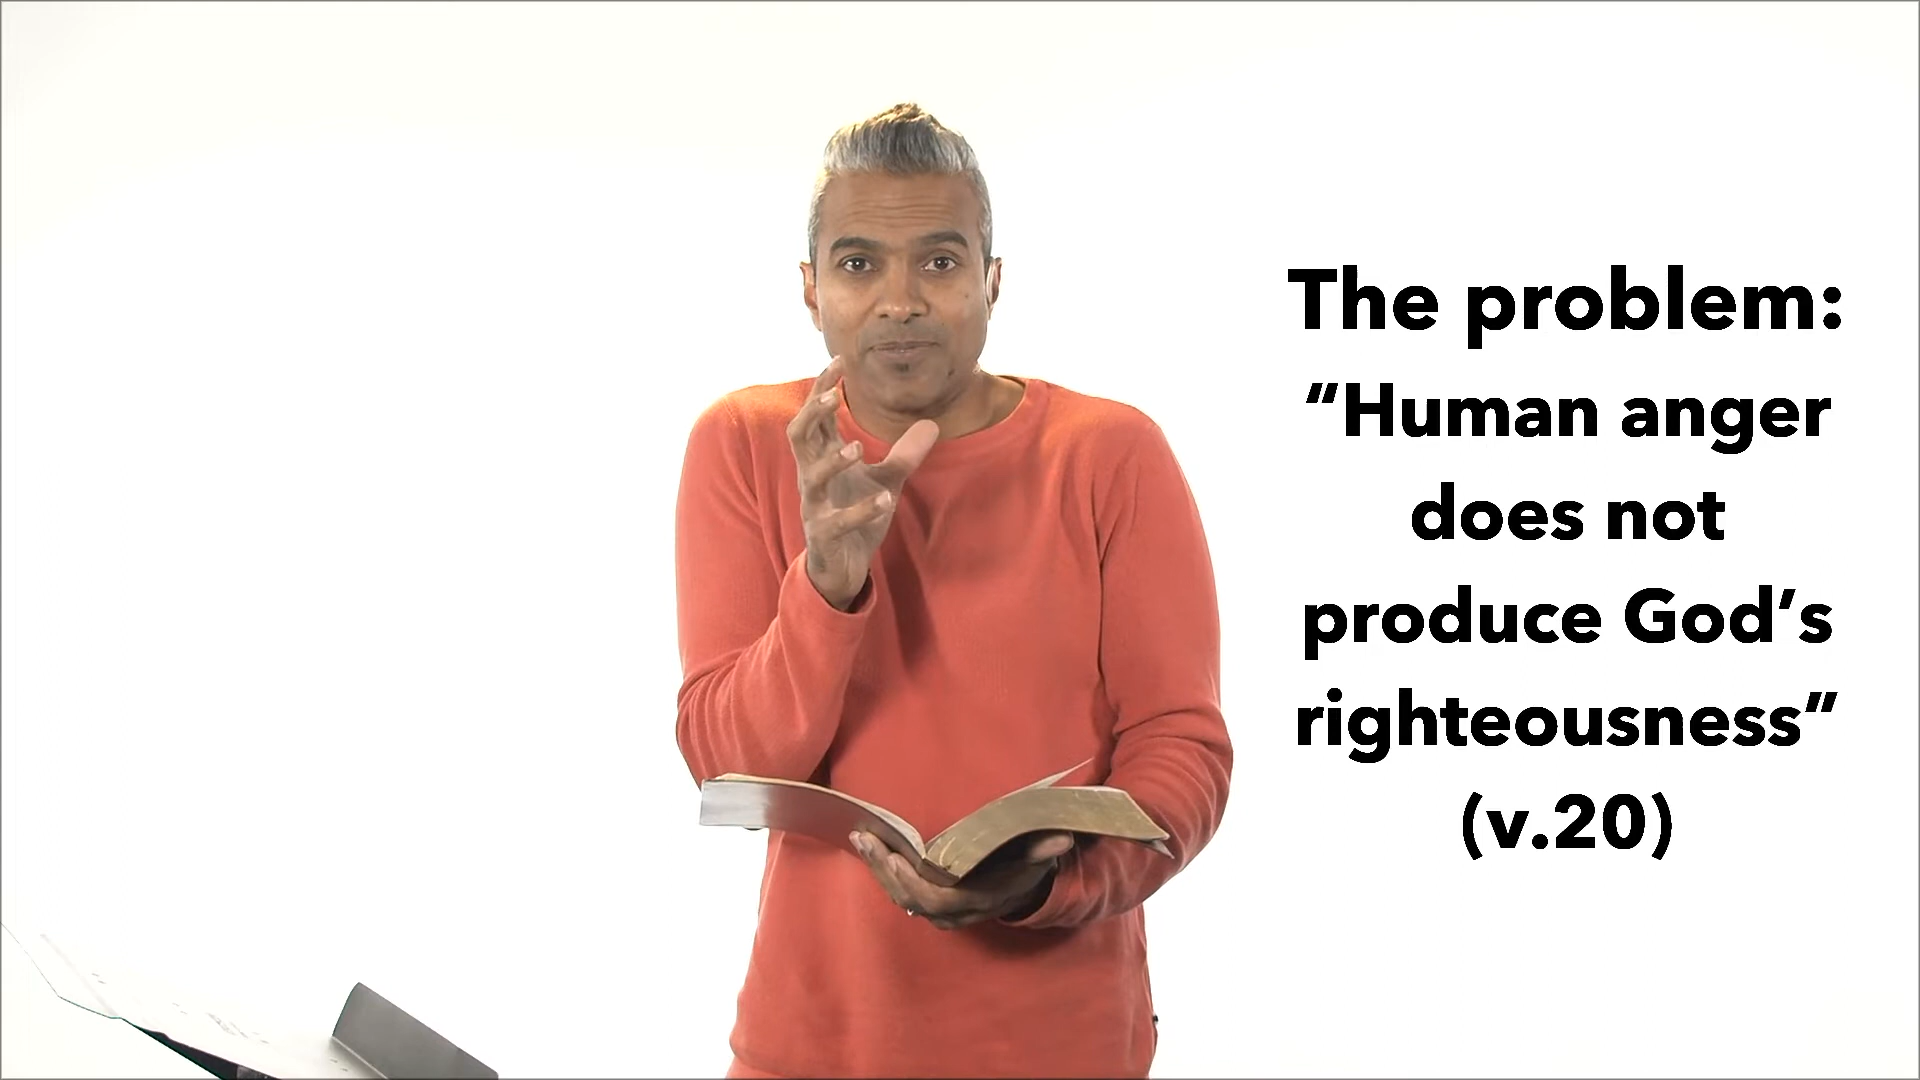 The problem:
“Human anger
does not
produce God’s
righteousness”
(v.20)